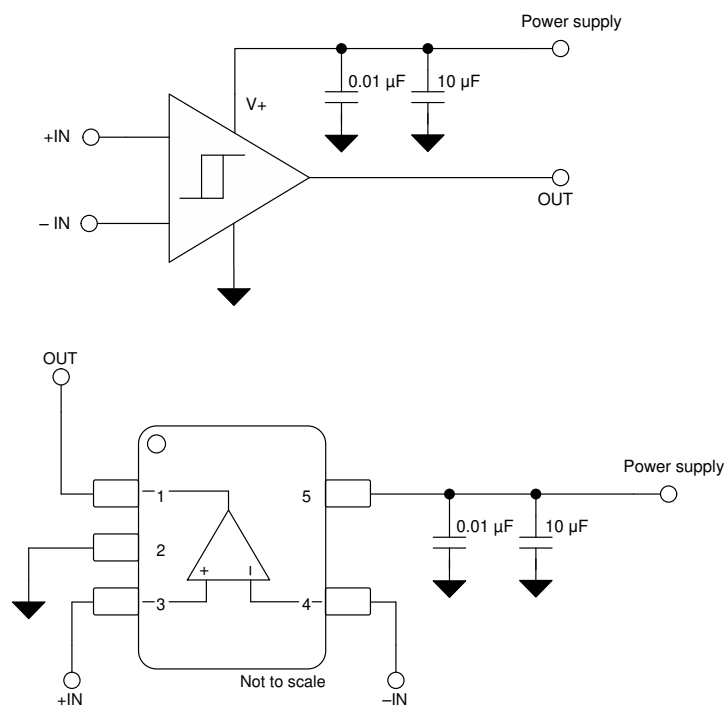 Power supply
0.01 µF
10 µF
V+
+IN
– IN
OUT
OUT
Power supply
1
5
0.01 µF
10 µF
2
+
–
3
4
Not to scale
+IN
–IN